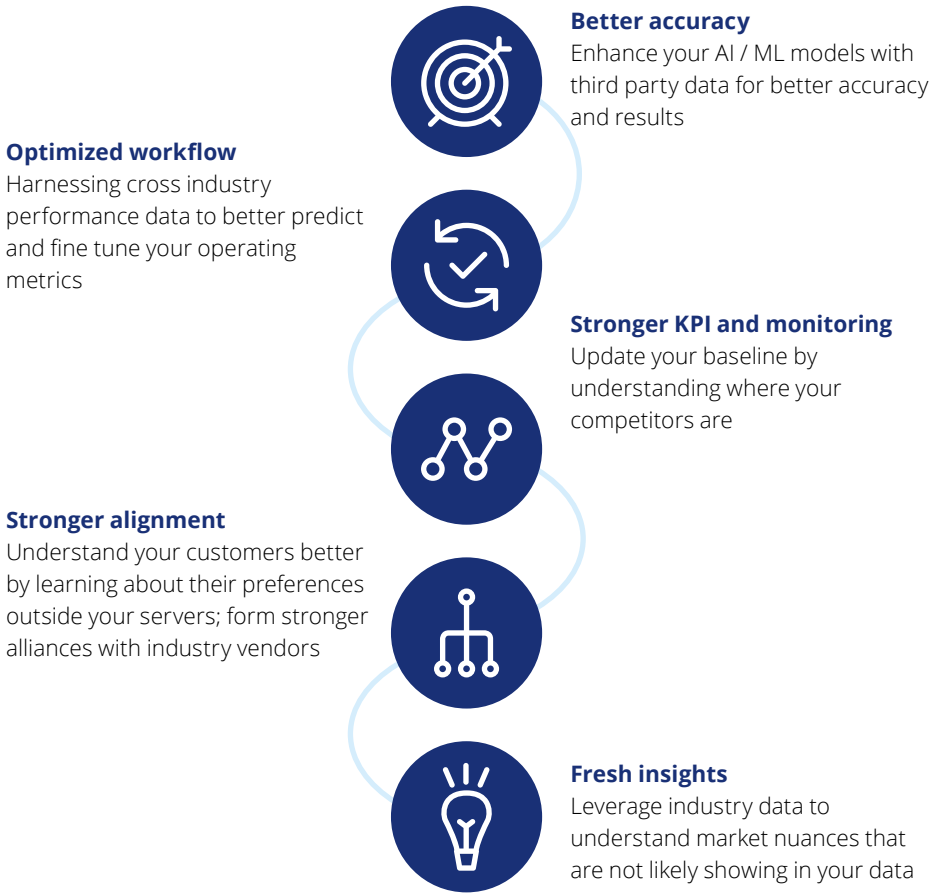 Better accuracy
Enhance your AI / ML models with
third party data for better accuracy
and results
Optimized workflow
Harnessing cross industry
performance data to better predict
and fine tune your operating
metrics
Stronger KPI and monitoring
Update your baseline by
understanding where your
competitors are
Stronger alignment
Understand your customers better
by learning about their preferences
outside your servers; form stronger
alliances with industry vendors
Fresh insights
Leverage industry data to
understand market nuances that
are not likely showing in your data